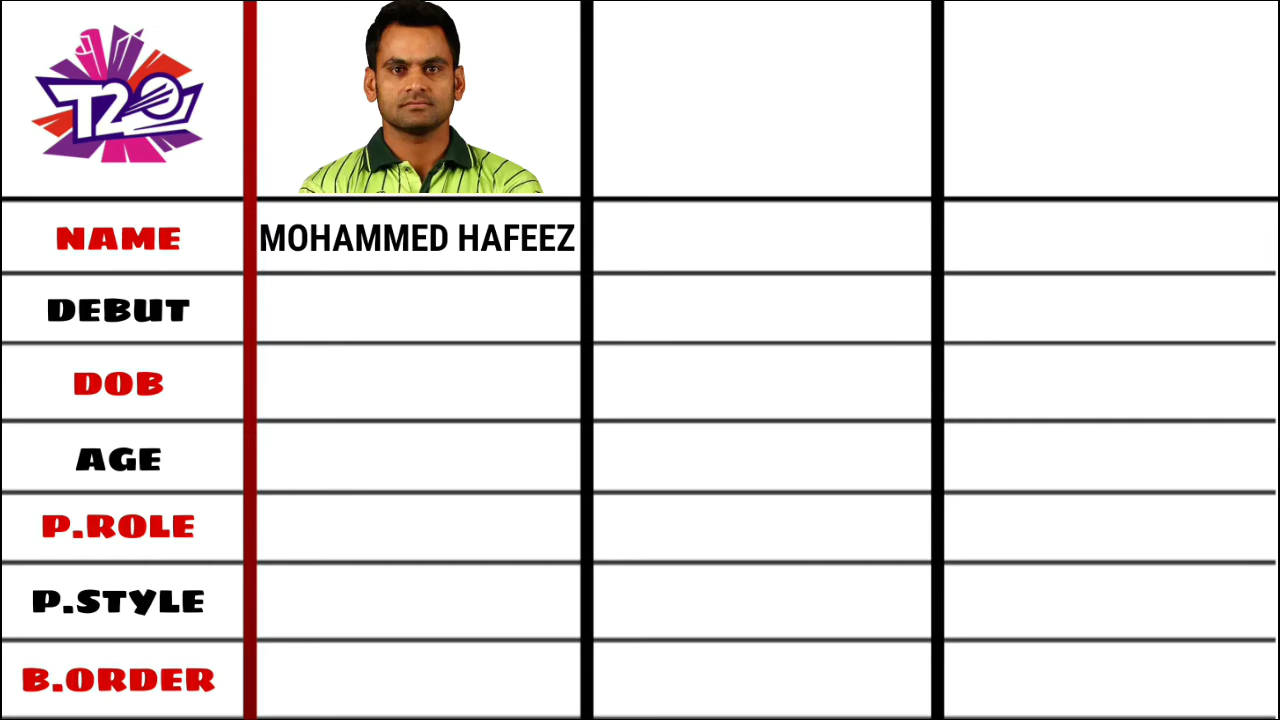 T20
NAME
MOHAMMED HAFEEZ
DEBUT
DOB
AGE
P.ROLE
P.STYLE
B.ORDER